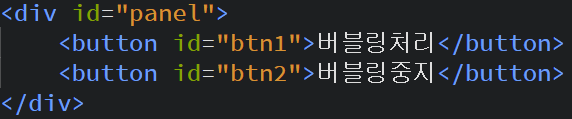 <div id="panel">
    <button id="btn1">버블링처리</button>
    <button id="btn2">버블링중지</button>
</div>